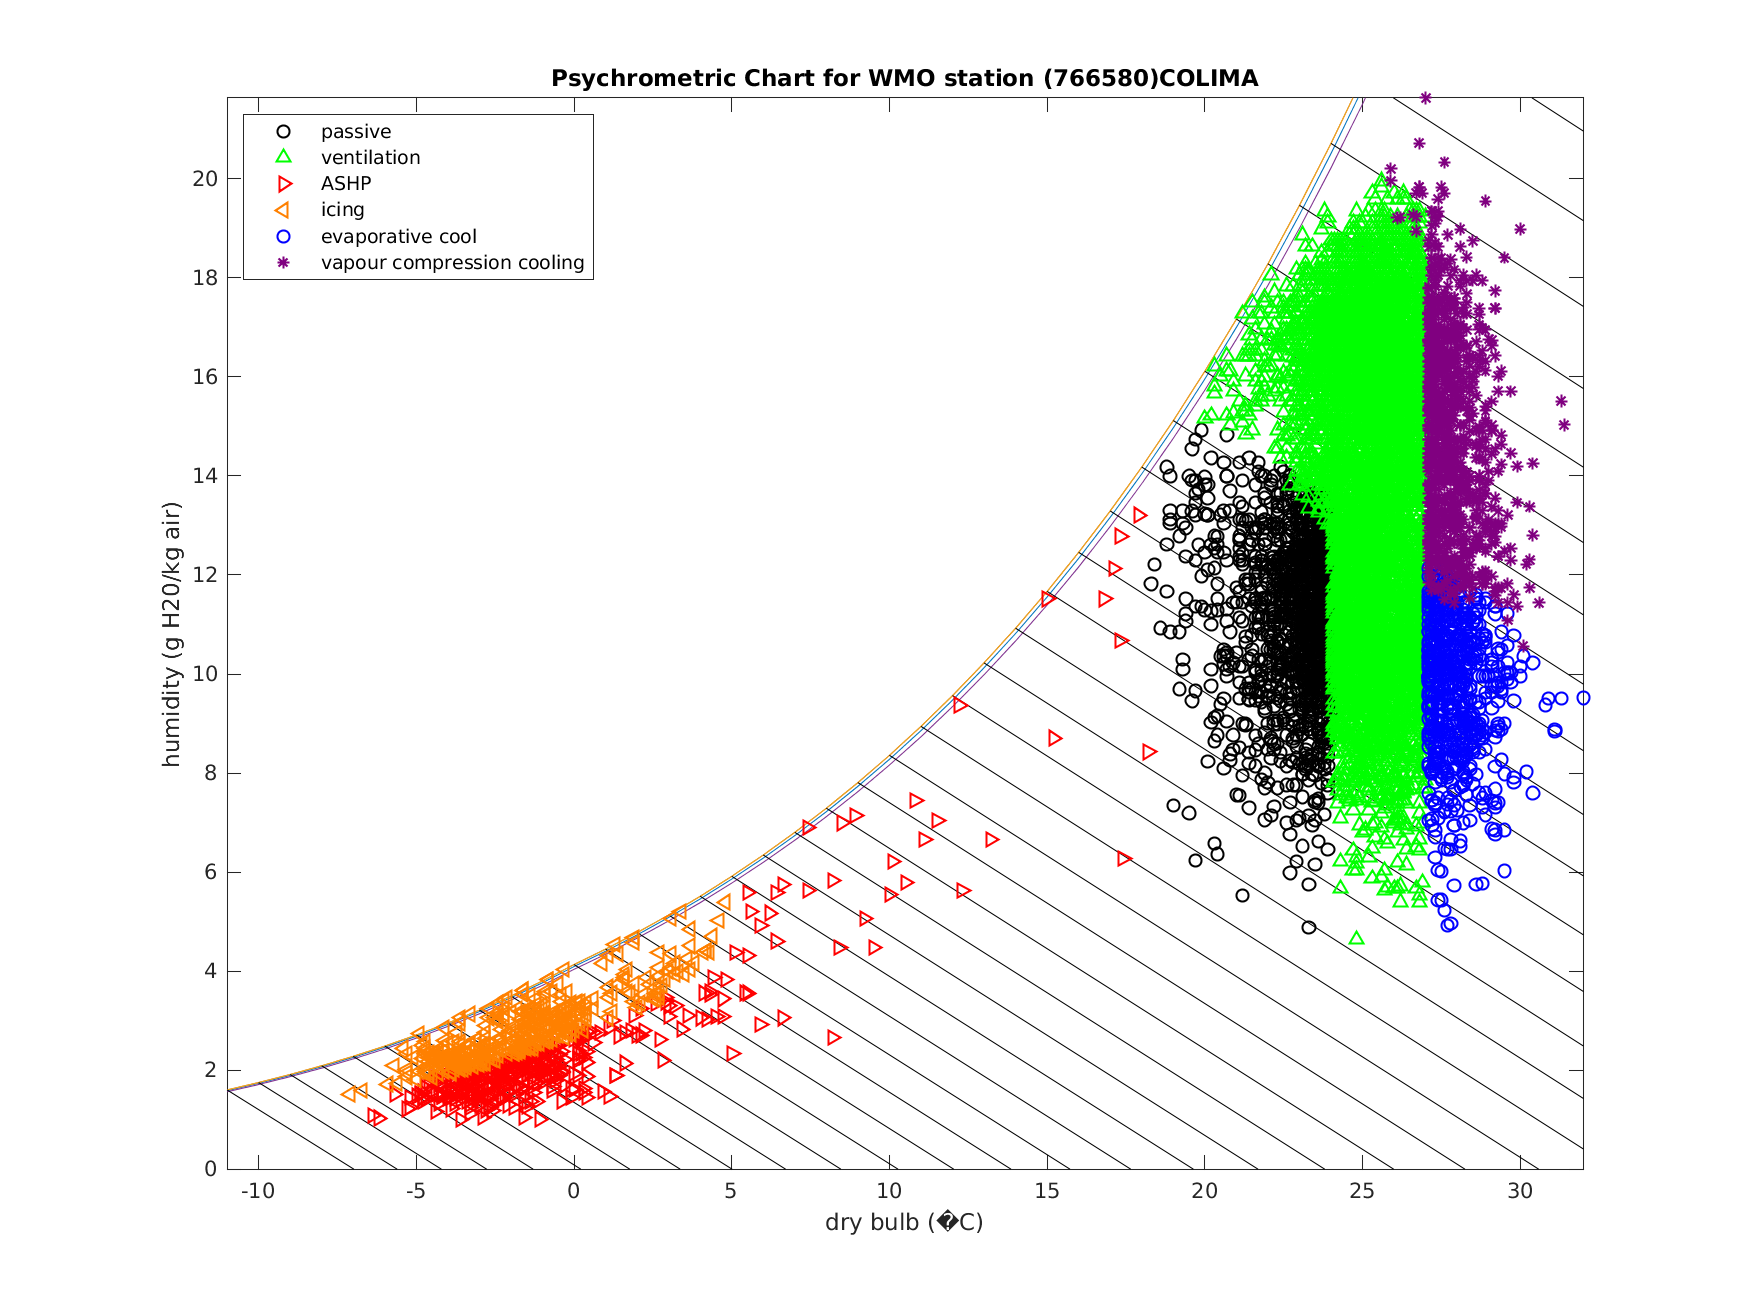 Psychrometric Chart for WMO station (766580)COLIMA
passive
ventilation
ASHP
icing
evaporative cool
vapour compression cooling
humidity (g H20/kg air)
20
18
16
14
12
10
8
6
4
2
0
-10 -5 0 5 10 15 20 25 30
dry bulb (�C)